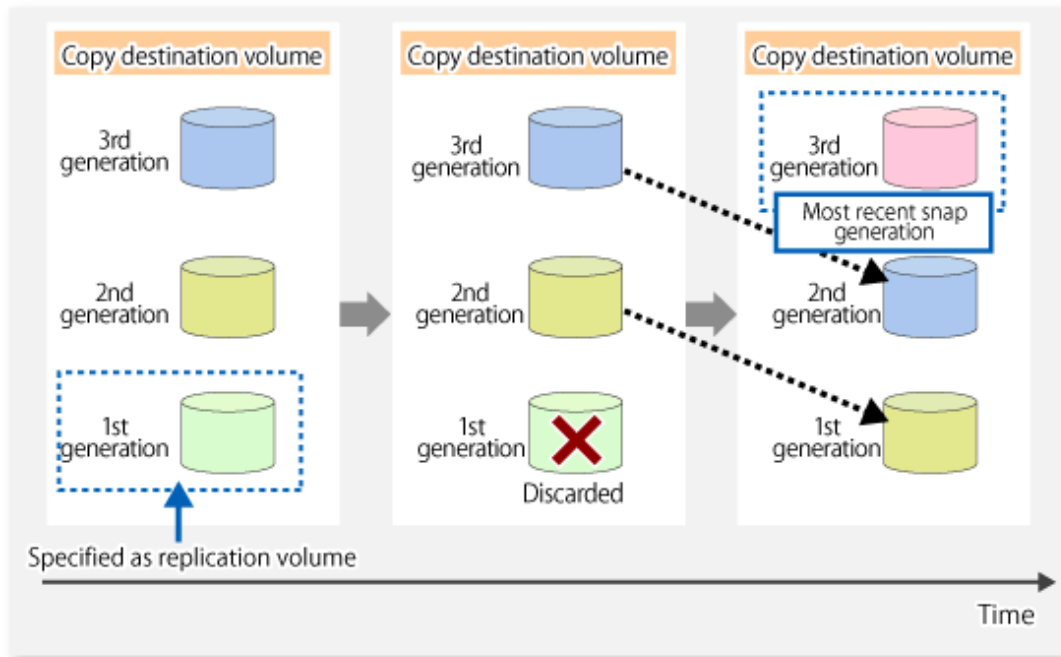 Copy destination volume
3rd
generation
2nd
generation
1st
generation
Specified as replication volume
Copy destination volume
3rd
generation
2nd
generation
1st
generation
Discarded
Copy destination volume
3rd
generation
Most recent snap
generation
2nd
generation
1st
generation
Time